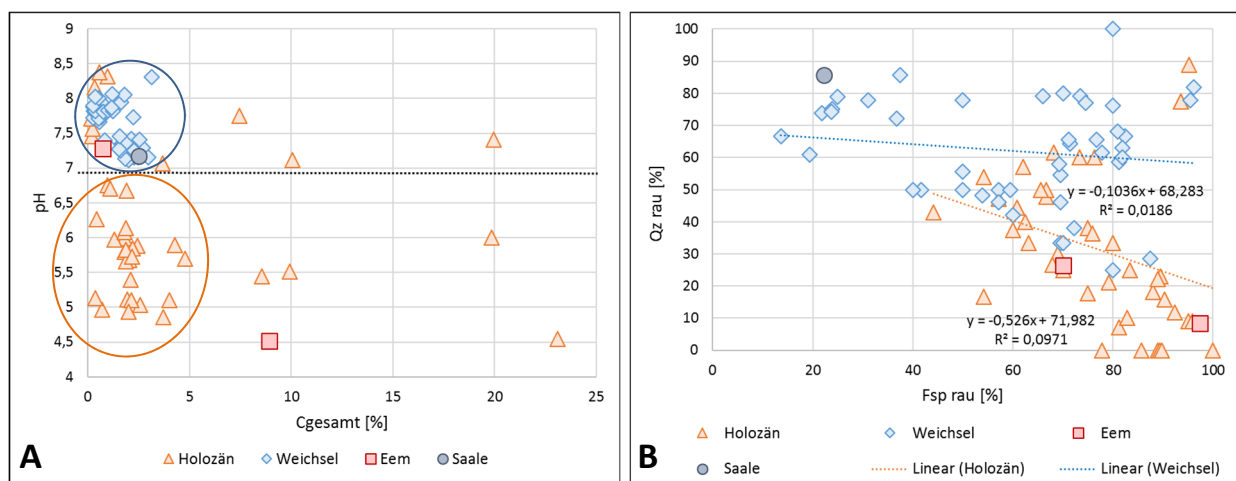 9
8,5
8
7,5
7
6,5
6
5,5
5
4,5
4
pH
0 5 10 15 20 25
Cgesamt [%]
Holozän Weichsel Eem Saale
A
100
90
80
70
60
50
40
30
20
10
0
Qz rau [%]
y = -0,1036x + 68,283
R² = 0,0186
y = -0,526x + 71,982
R² = 0,0971
0 20 40 60 80 100
Fsp rau [%]
Holozän Weichsel Eem
Saale Linear (Holozän) Linear (Weichsel)
B